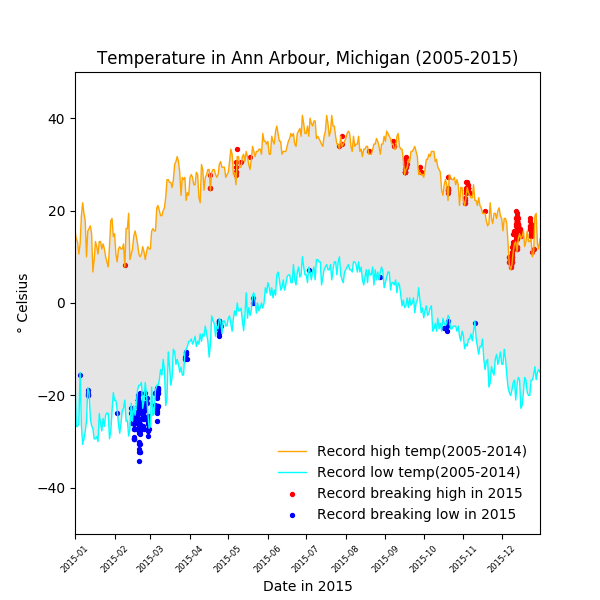 Temperature in Ann Arbour, Michigan (2005-2015)
40
20
0
−20
−40
° Celsius
Record high temp(2005-2014)
Record low temp(2005-2014)
Record breaking high in 2015
Record breaking low in 2015
2015-01
2015-02
2015-03
2015-04
2015-05
2015-06
2015-07
2015-08
2015-09
2015-10
2015-11
2015-12
Date in 2015